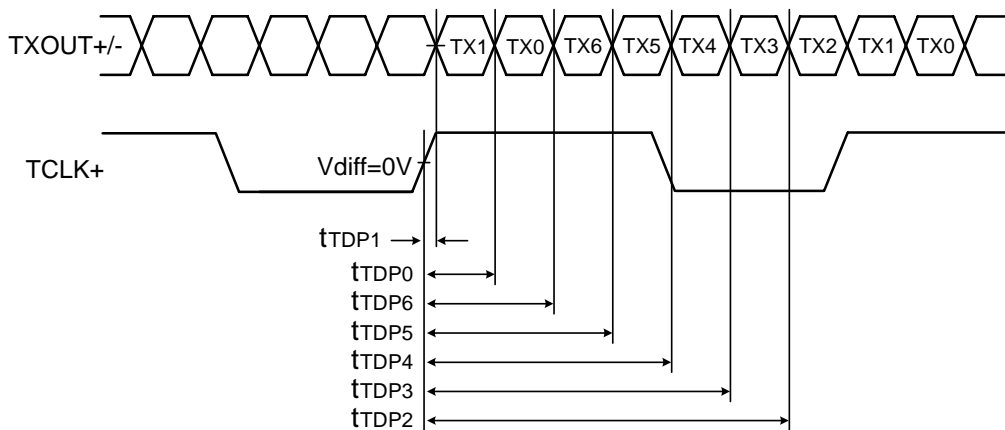 TXOUT+/- TX1 TX0 TX6 TX5 TX4 TX3 TX2 TX1 TX0
TCLK+ Vdiff=0V
tTDP1
tTDP0
tTDP6
tTDP5
tTDP4
tTDP3
tTDP2